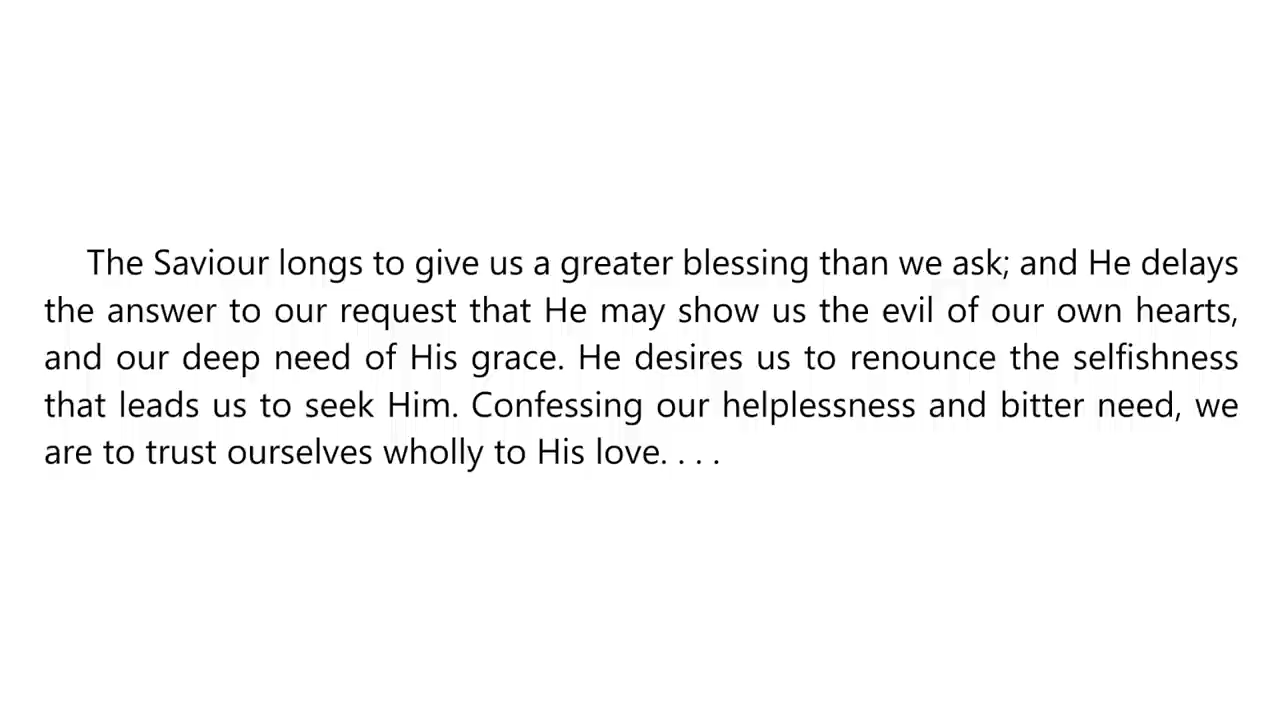 The Saviour longs to give us a greater blessing than we ask; and He delays
the answer to our request that He may show us the evil of our own hearts,
and our deep need of His grace. He desires us to renounce the selfishness
that leads us to seek Him. Confessing our helplessness and bitter need, we
are to trust ourselves wholly to His love. . . .